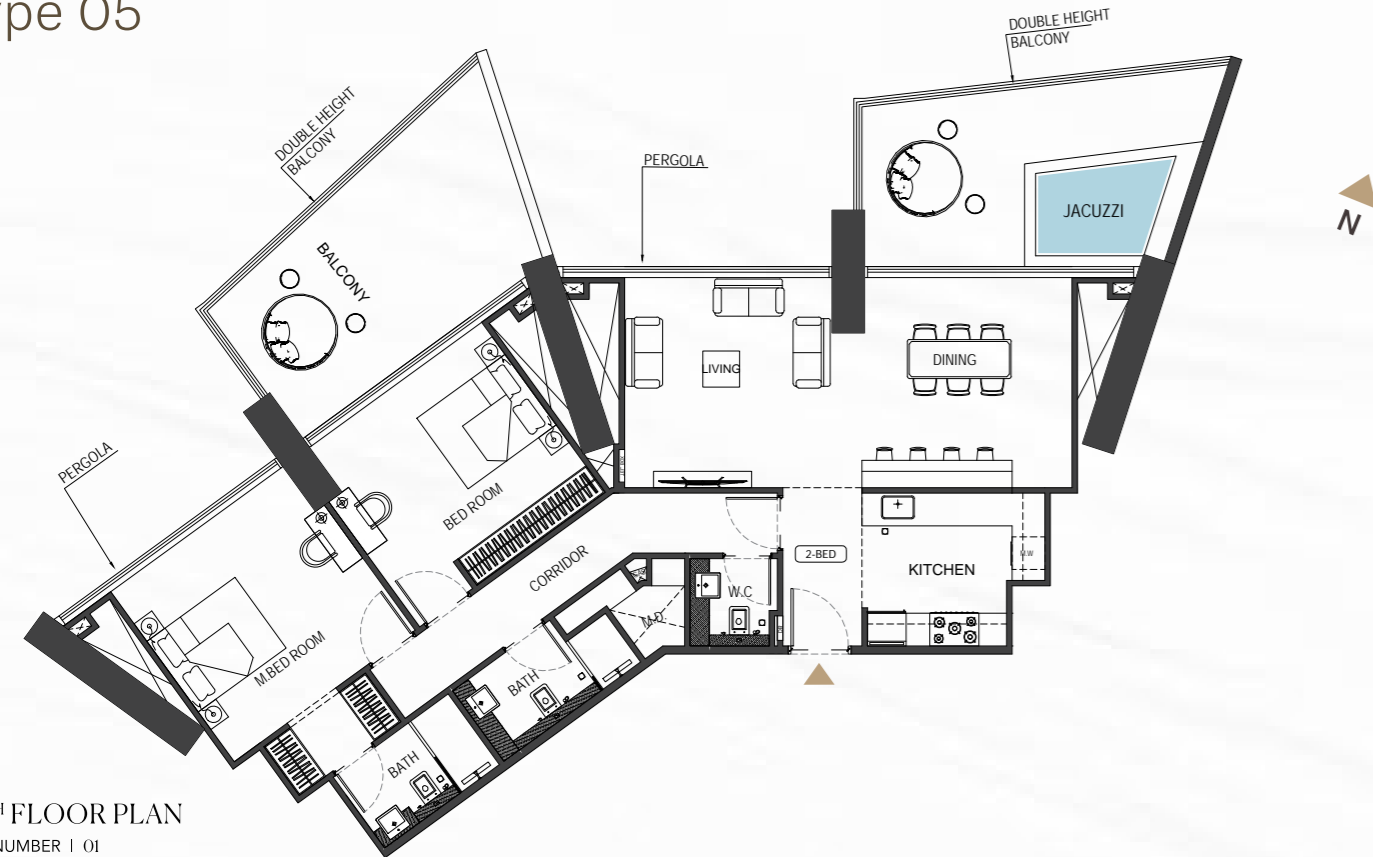 ype 05
DOUBLE HEIGHT
BALCONY
DOUBLE HEIGHT
BALCONY
PERGOLA
JACUZZI
N
BALCONY
LIVING
DINING
PERGOLA
BED ROOM
CORRIDOR
2-BED
M.W
KITCHEN
W.C
M.D
M.BED ROOM
BATH
BATH
H FLOOR PLAN
NUMBER | 01